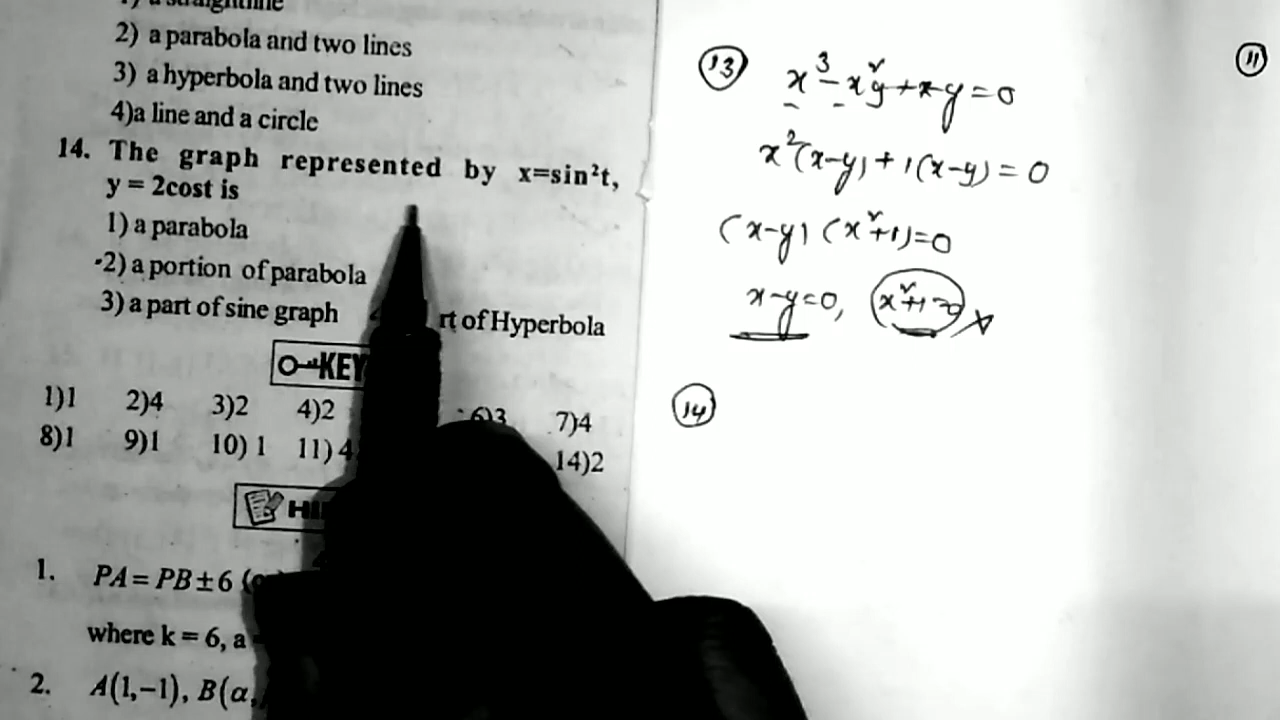 2) a parabola and two lines
3) a hyperbola and two lines
4)a line and a circle
14. The graph represented by x=sin²t,
y = 2cost is
1) a parabola
2) a portion of parabola
3) a part of sine graph rt of Hyperbola
KEY
1)1 2)4 3)2 4)2 6)3 7)4
8)1 9)1 10) 1 11) 4 14)2
1. PA = PB ± 6
where k = 6, a
2. A(1,−1), B(α,
13
x³ - x²y + x - y = 0
x²(x-y) + 1(x-y) = 0
(x-y) (x²+1) = 0
x-y=0, x²+1=0 x
14
11